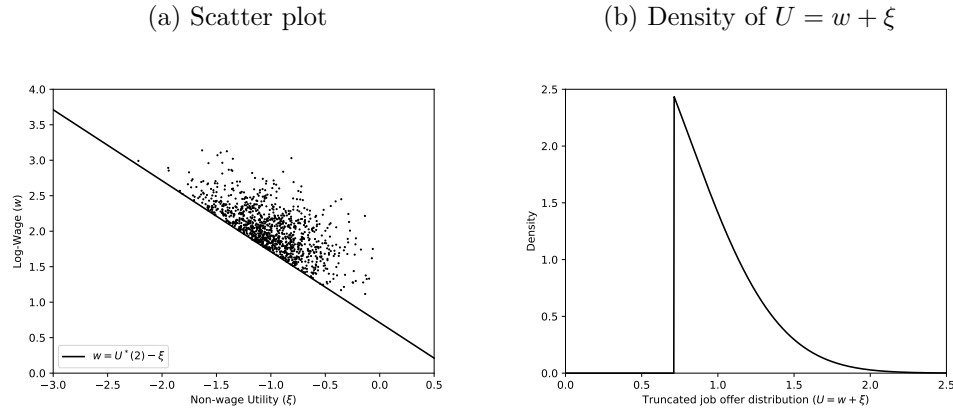 (a) Scatter plot
4.0
3.5
3.0
2.5
2.0
1.5
1.0
0.5
0.0
Log-Wage (w)
w = U*(2) − ξ
−3.0 −2.5 −2.0 −1.5 −1.0 −0.5 0.0 0.5
Non-wage Utility (ξ)
(b) Density of U = w + ξ
2.5
2.0
1.5
1.0
0.5
0.0
Density
0.0 0.5 1.0 1.5 2.0 2.5
Truncated job offer distribution (U = w + ξ)